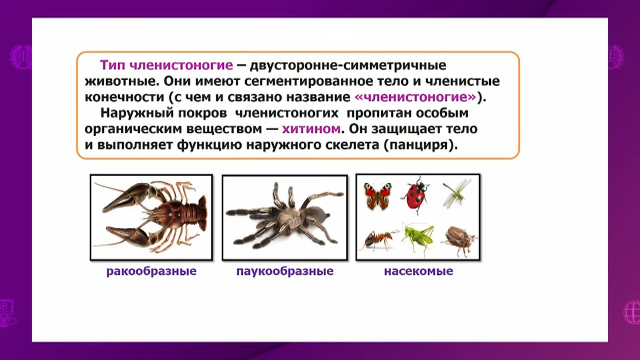 Тип членистоногие – двусторонне-симметричные
животные. Они имеют сегментированное тело и членистые
конечности (с чем и связано название «членистоногие»).
Наружный покров членистоногих пропитан особым
органическим веществом — хитином. Он защищает тело
и выполняет функцию наружного скелета (панциря).
ракообразные паукообразные насекомые